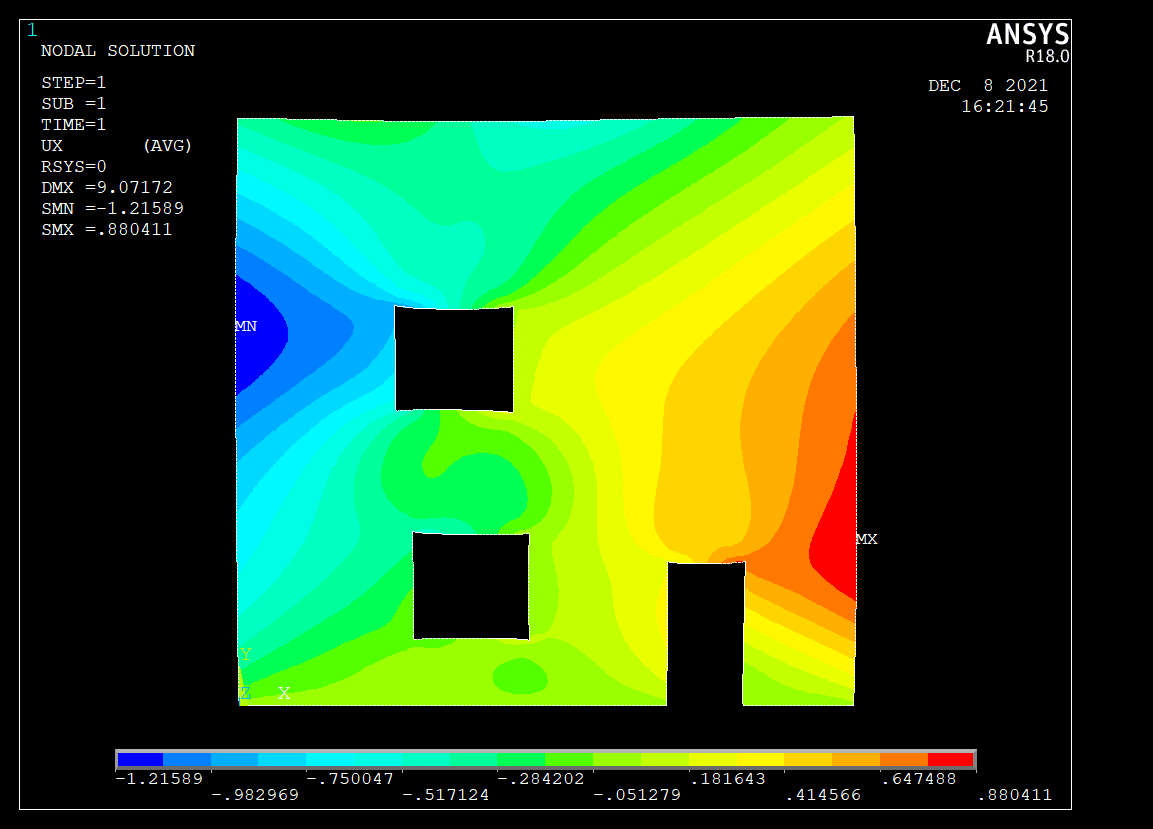 1
ANSYS
R18.0
NODAL SOLUTION
DEC 8 2021
16:21:45
STEP=1
SUB =1
TIME=1
UX (AVG)
RSYS=0
DMX =9.07172
SMN =-1.21589
SMX =.880411
MN
MX
Y
Z X
-1.21589 -.750047 -.284202 .181643 .647488
-.982969 -.517124 -.051279 .414566 .880411